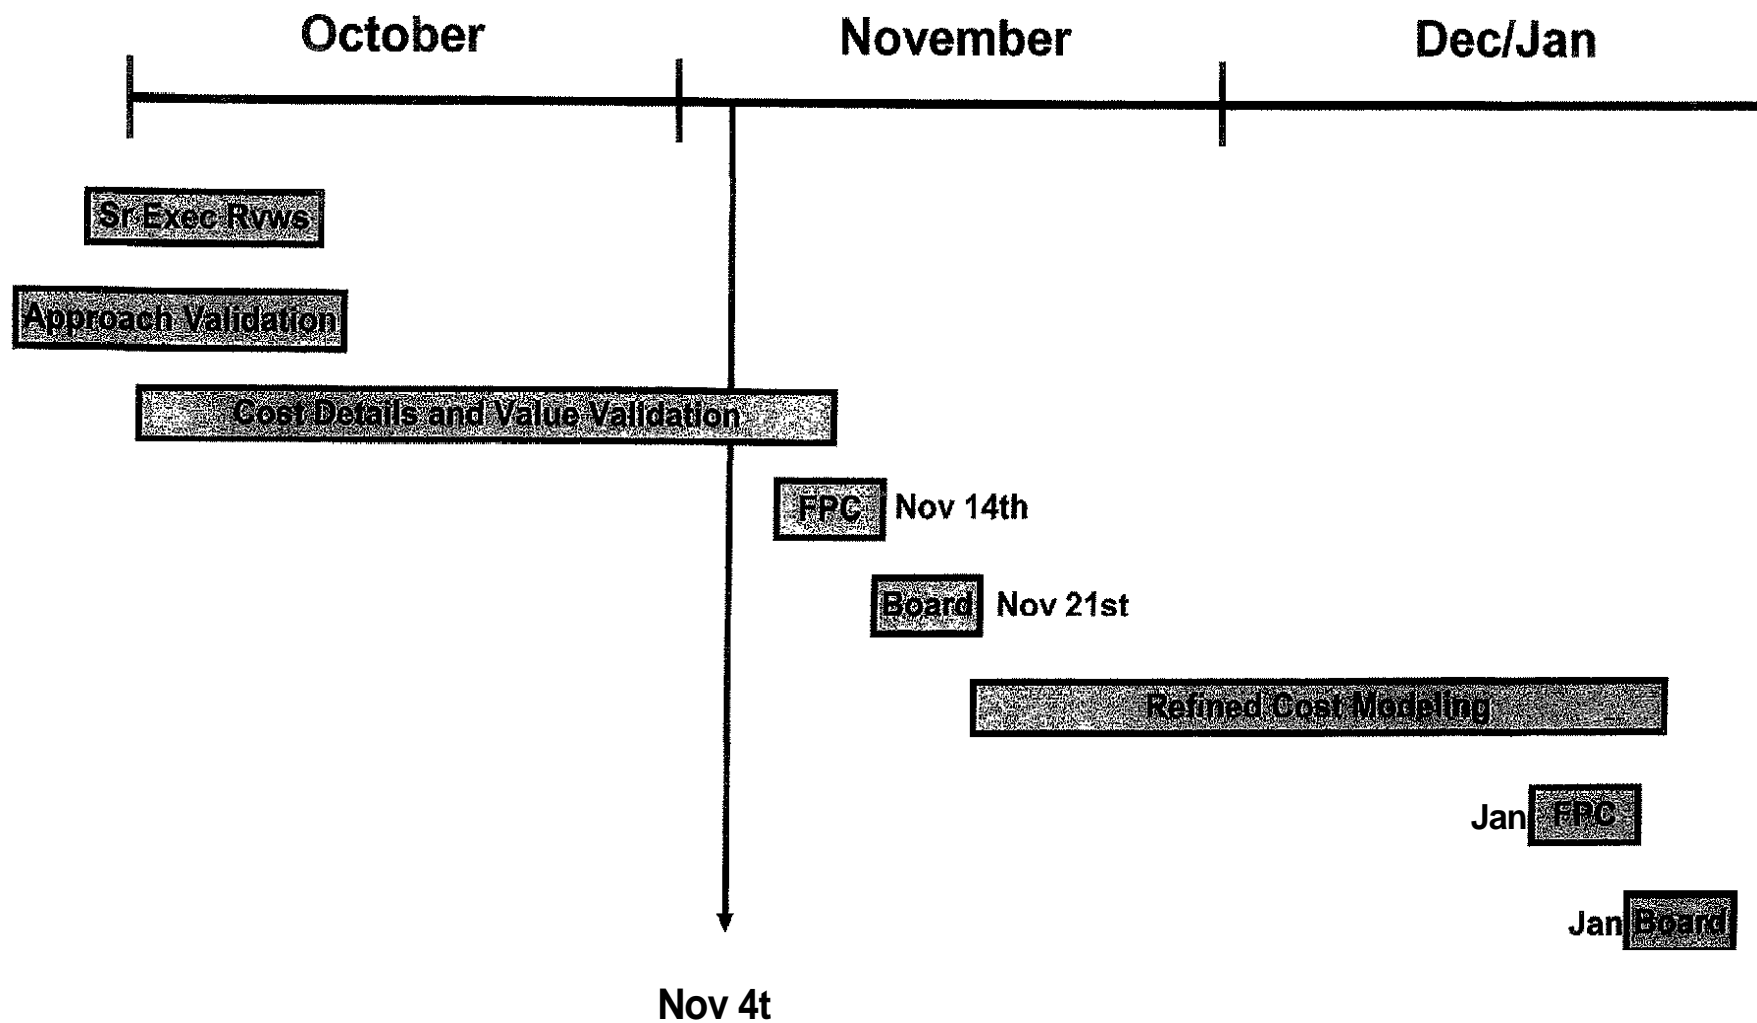 October
November
Dec/Jan
Sr Exec Rvws
Approach Validation
Cost Details and Value Validation
FPC
Nov 14th
Board
Nov 21st
Refined Cost Modeling
Jan
FPC
Jan
Board
Nov 4t